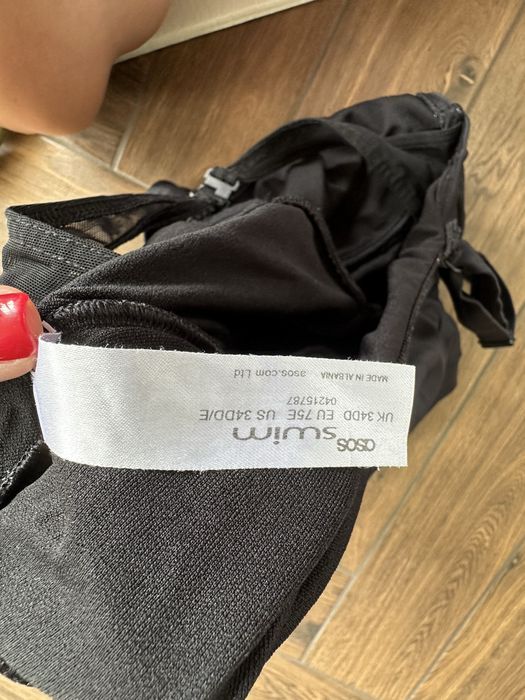 asos
swim
UK 34DD EU 75E US 34DD/E
04215787
asos.com Ltd
MADE IN ALBANIA